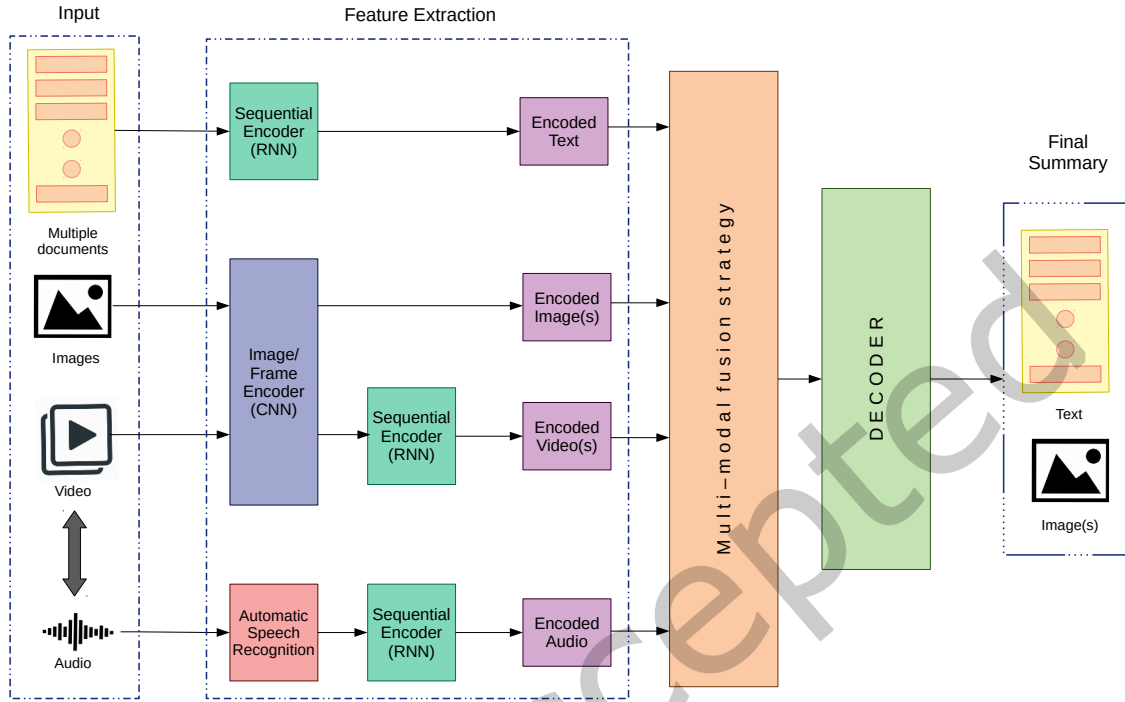 Input
Feature Extraction
Sequential
Encoder
(RNN)
Encoded
Text
Multiple
documents
Images
Image/
Frame
Encoder
(CNN)
Encoded
Image(s)
Video
Sequential
Encoder
(RNN)
Encoded
Video(s)
Audio
Automatic
Speech
Recognition
Sequential
Encoder
(RNN)
Encoded
Audio
Multi–modal fusion strategy
DECODER
Final
Summary
Text
Image(s)
cepted